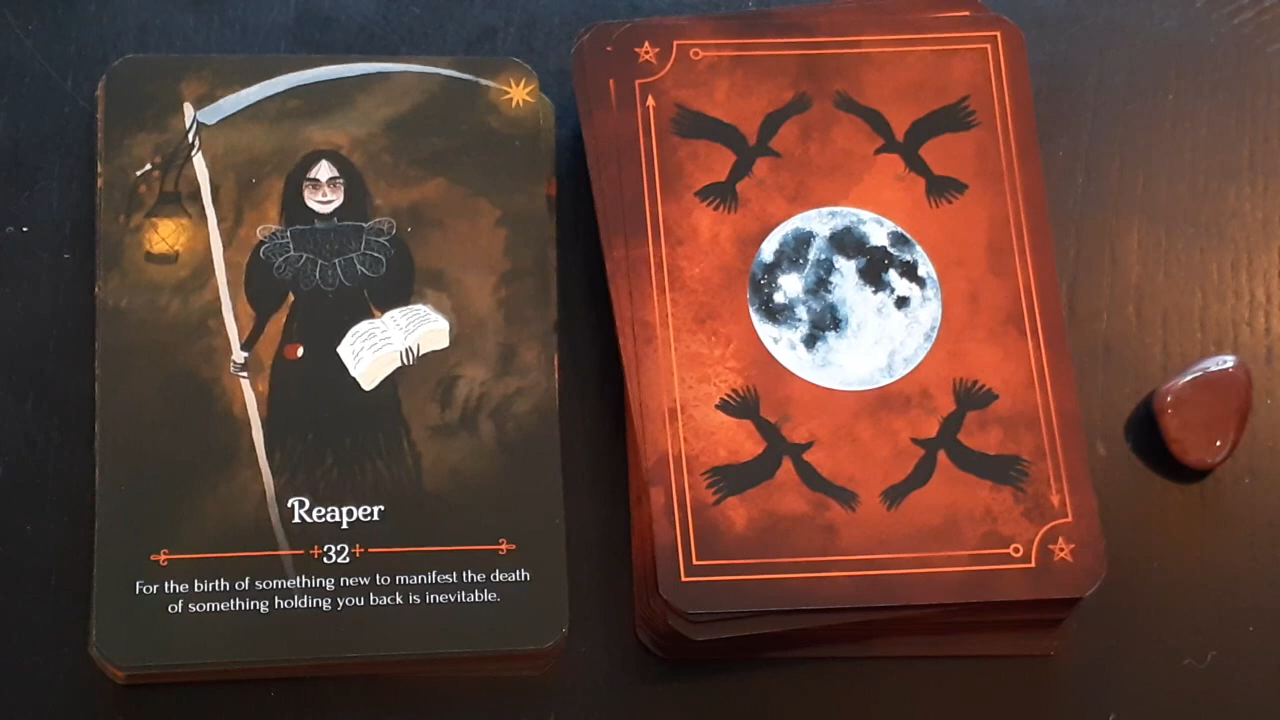 Reaper
32
For the birth of something new to manifest the death
of something holding you back is inevitable.